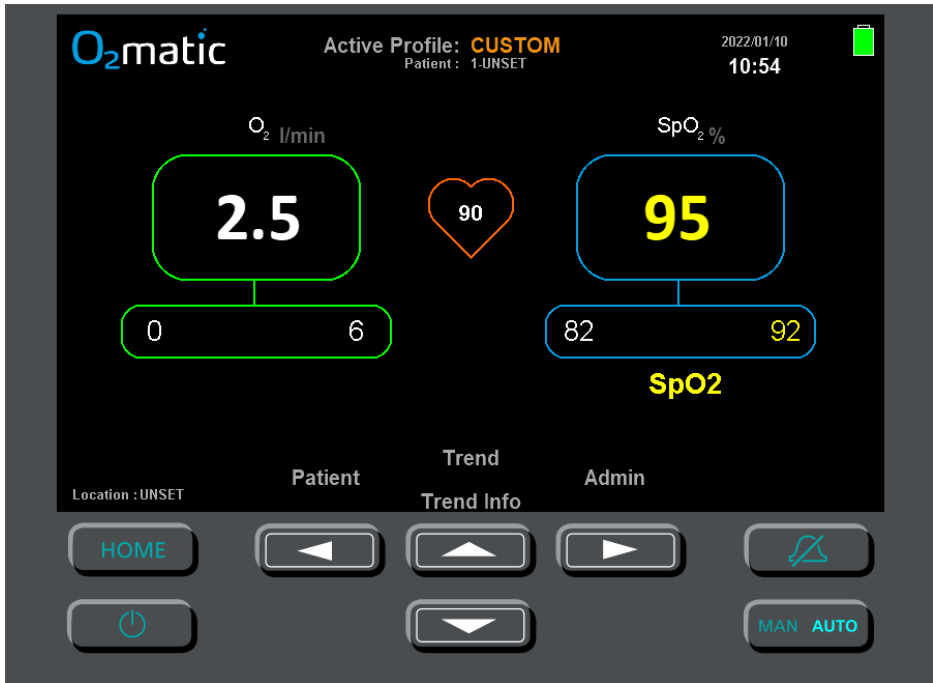 O2matic
Active Profile: CUSTOM
Patient : 1-UNSET
2022/01/10
10:54
O2 l/min
SpO2 %
2.5
90
95
0 6
82 92
SpO2
Trend
Patient
Admin
Location : UNSET
Trend Info
HOME
MAN AUTO